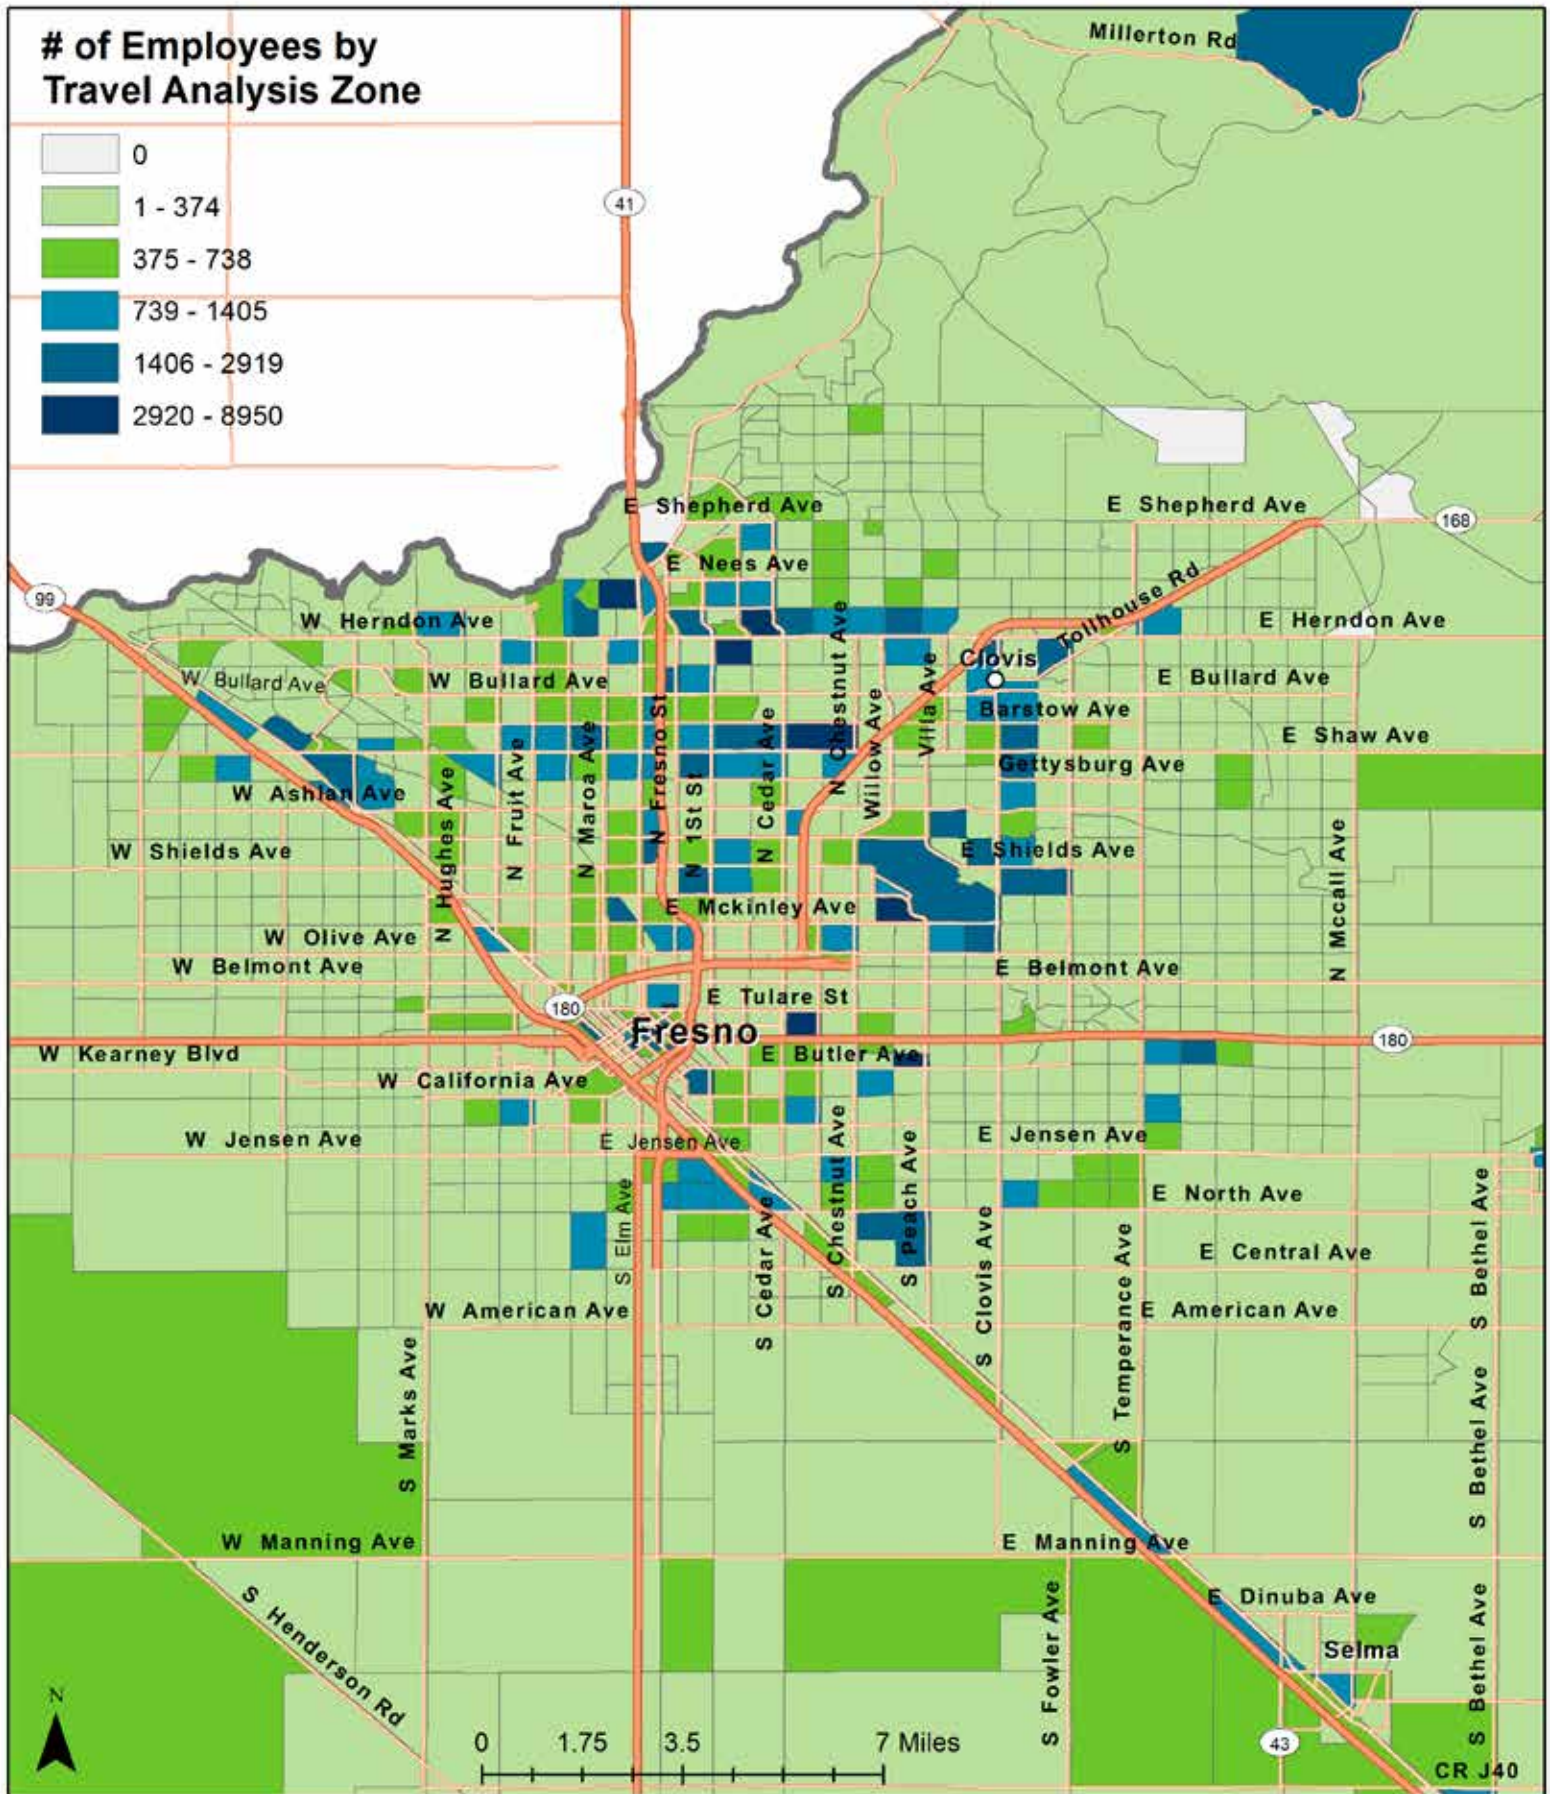 # of Employees by
Travel Analysis Zone
0
1 - 374
375 - 738
739 - 1405
1406 - 2919
2920 - 8950
Millerton Rd
41
E Shepherd Ave
E Shepherd Ave
168
E Nees Ave
99
Tollhouse Rd
W Herndon Ave
E Herndon Ave
Clovis
W Bullard Ave
W Bullard Ave
E Bullard Ave
Barstow Ave
E Shaw Ave
Gettysburg Ave
W Ashlan Ave
N Hughes Ave
N Fruit Ave
N Maroa Ave
N Fresno St
N 1St St
N Cedar Ave
N Chestnut Ave
Willow Ave
Villa Ave
W Shields Ave
E Shields Ave
N Mccall Ave
E Mckinley Ave
W Olive Ave
W Belmont Ave
E Belmont Ave
180
E Tulare St
Fresno
W Kearney Blvd
E Butler Ave
180
W California Ave
W Jensen Ave
E Jensen Ave
E Jensen Ave
E North Ave
S Elm Ave
S Cedar Ave
S Chestnut Ave
S Peach Ave
S Clovis Ave
S Temperance Ave
S Bethel Ave
E Central Ave
W American Ave
E American Ave
S Marks Ave
S Bethel Ave
W Manning Ave
E Manning Ave
S Henderson Rd
E Dinuba Ave
S Fowler Ave
Selma
S Bethel Ave
N
0 1.75 3.5 7 Miles
43
CR J40